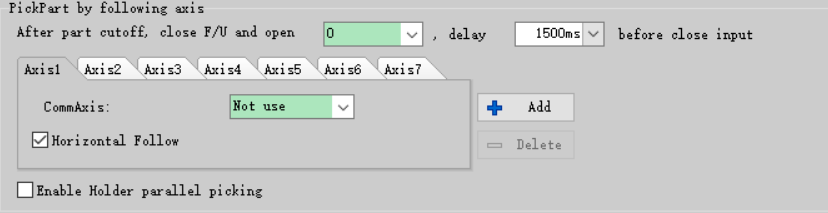 PickPart by following axis
After part cutoff, close F/U and open 0 , delay 1500ms before close input
Axis1 Axis2 Axis3 Axis4 Axis5 Axis6 Axis7
CommAxis: Not use
Add
Horizontal Follow
Delete
Enable Holder parallel picking